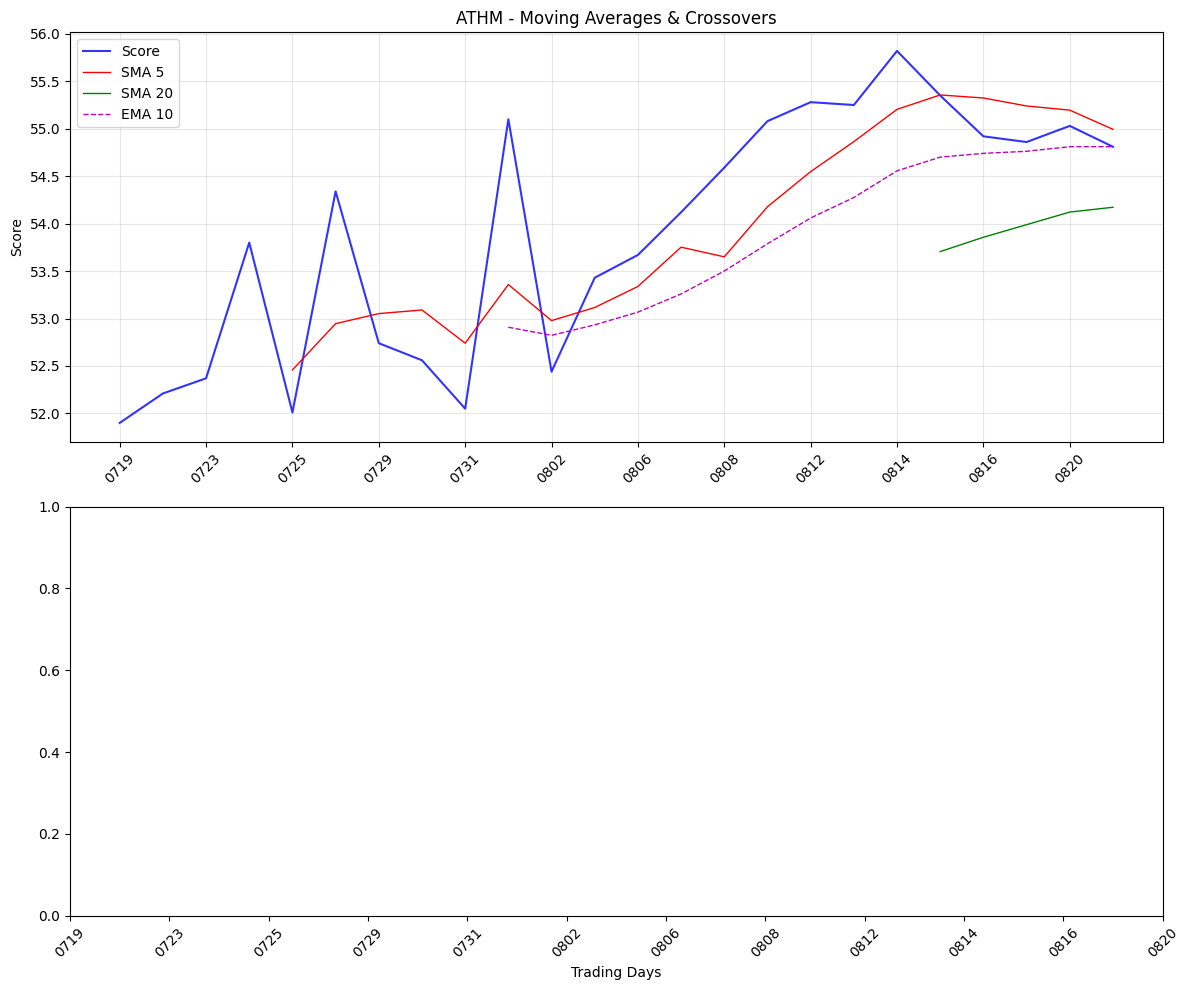 ATHM - Moving Averages & Crossovers
Score
SMA 5
SMA 20
EMA 10
Score
56.0
55.5
55.0
54.5
54.0
53.5
53.0
52.5
52.0
0719 0723 0725 0729 0731 0802 0806 0808 0812 0814 0816 0820
1.0
0.8
0.6
0.4
0.2
0.0
0719 0723 0725 0729 0731 0802 0806 0808 0812 0814 0816 0820
Trading Days